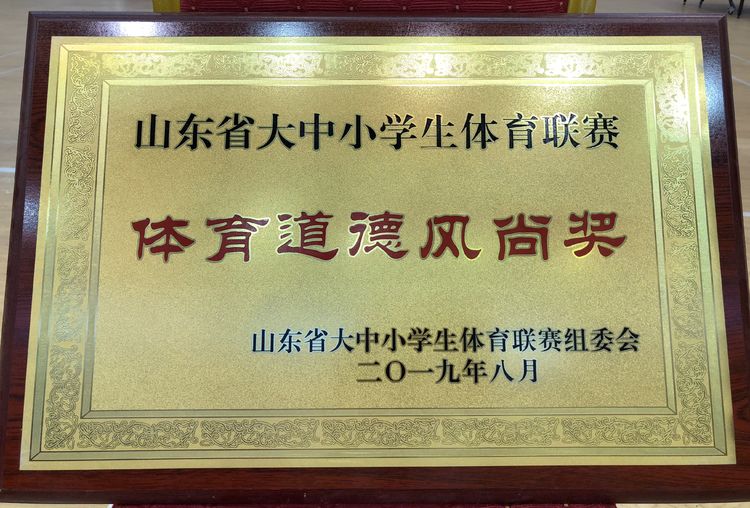 山东省大中小学生体育联赛
体育道德风尚奖
山东省大中小学生体育联赛组委会
二〇一九年八月